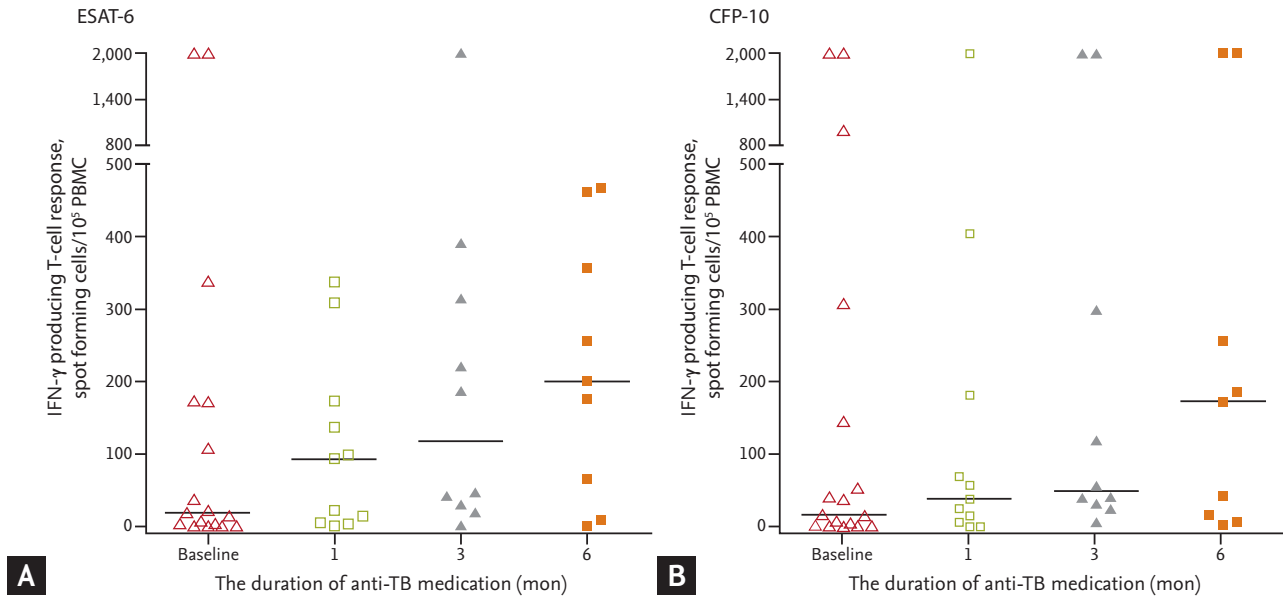 ESAT-6
IFN-γ producing T-cell response,
spot forming cells/10⁵ PBMC
2,000
1,400
800
500
400
300
200
100
0
Baseline
1
3
6
The duration of anti-TB medication (mon)
A
CFP-10
IFN-γ producing T-cell response,
spot forming cells/10⁵ PBMC
2,000
1,400
800
500
400
300
200
100
0
Baseline
1
3
6
The duration of anti-TB medication (mon)
B